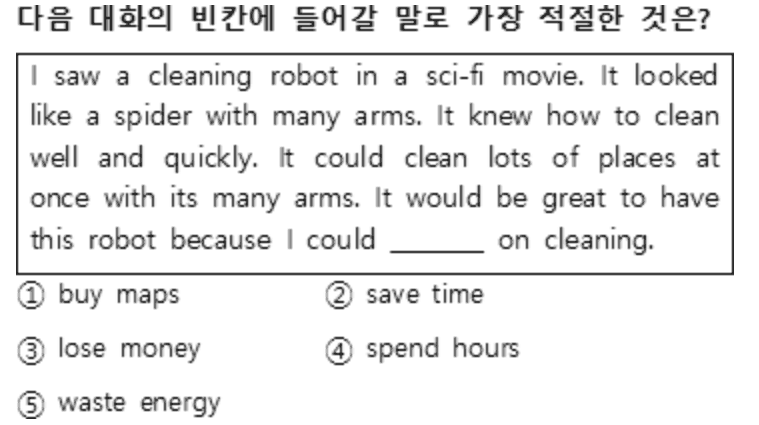 다음 대화의 빈칸에 들어갈 말로 가장 적절한 것은?
I saw a cleaning robot in a sci-fi movie. It looked
like a spider with many arms. It knew how to clean
well and quickly. It could clean lots of places at
once with its many arms. It would be great to have
this robot because I could ________ on cleaning.
① buy maps ② save time
③ lose money ④ spend hours
⑤ waste energy